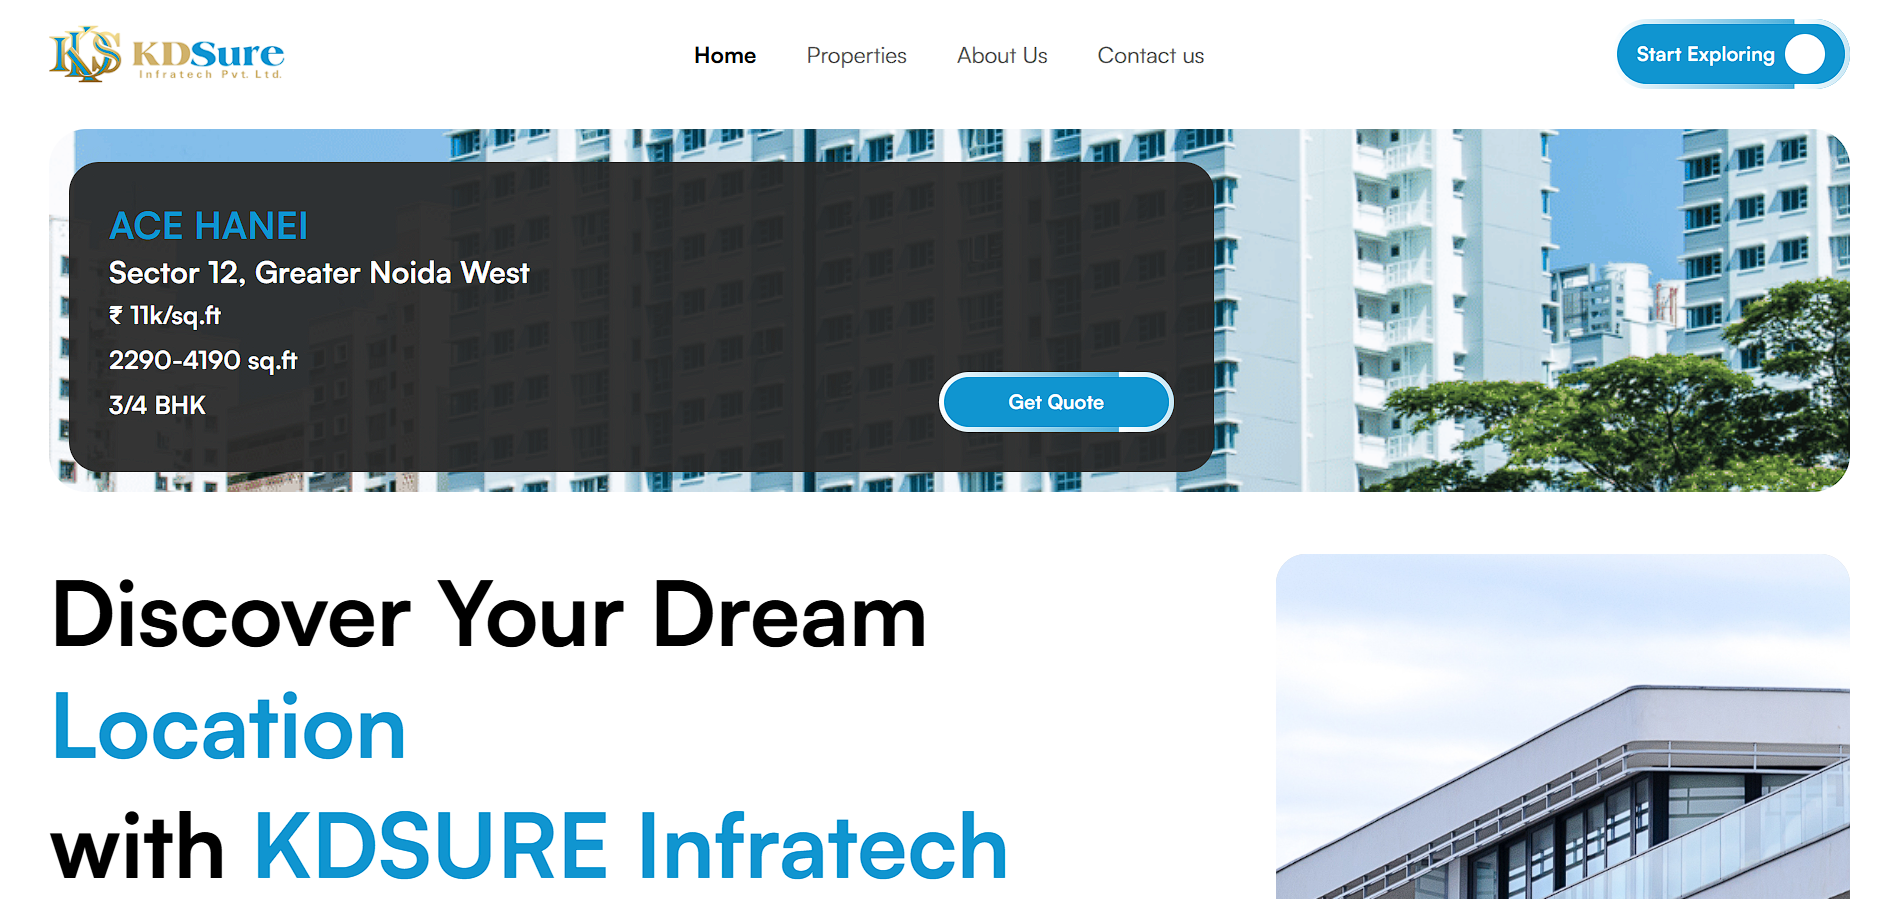 KDS KDSure
Infratech Pvt. Ltd.
Home Properties About Us Contact us
Start Exploring
ACE HANEI
Sector 12, Greater Noida West
₹ 11k/sq.ft
2290-4190 sq.ft
3/4 BHK
Get Quote
Discover Your Dream
Location
with KDSURE Infratech